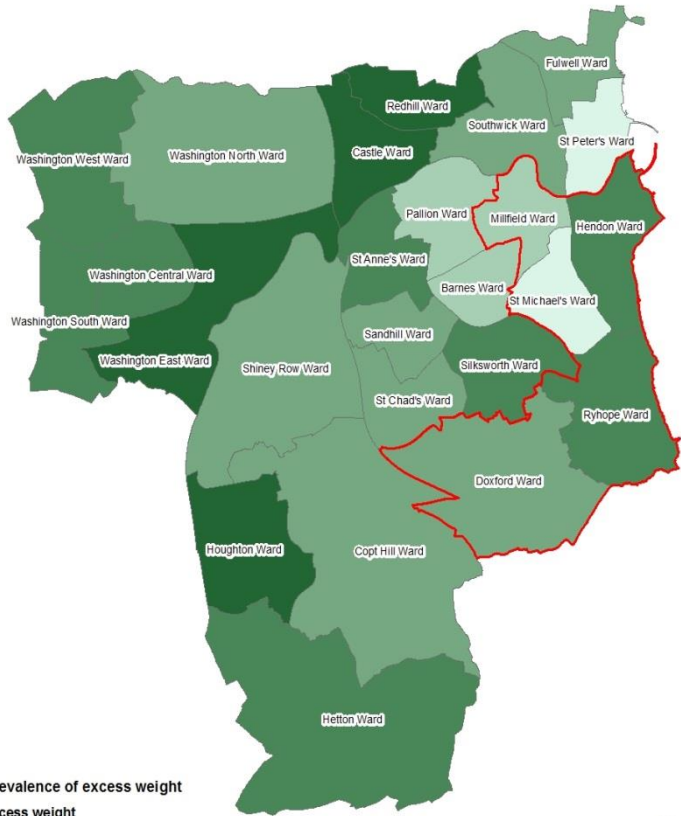 Fulwell Ward
Redhill Ward
Southwick Ward
St Peter's Ward
Washington West Ward
Washington North Ward
Castle Ward
Pallion Ward
Millfield Ward
Hendon Ward
St Anne's Ward
Washington Central Ward
Barnes Ward
St Michael's Ward
Washington South Ward
Sandhill Ward
Washington East Ward
Shiney Row Ward
Silksworth Ward
St Chad's Ward
Ryhope Ward
Doxford Ward
Houghton Ward
Copt Hill Ward
Hetton Ward
evalence of excess weight
cess weight